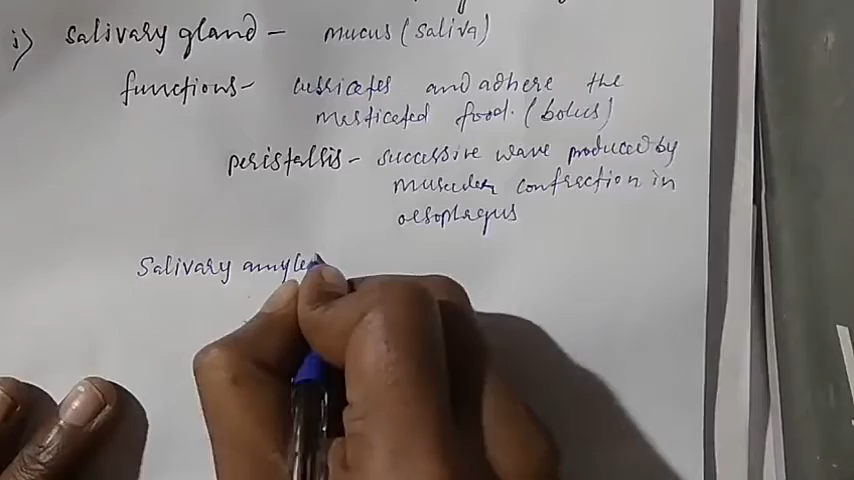 i) Salivary gland - mucus (saliva)
functions - lubricates and adhere the
masticated food. (bolus)
peristalsis - successive wave produced by
muscular contraction in
oesophagus
Salivary amyla